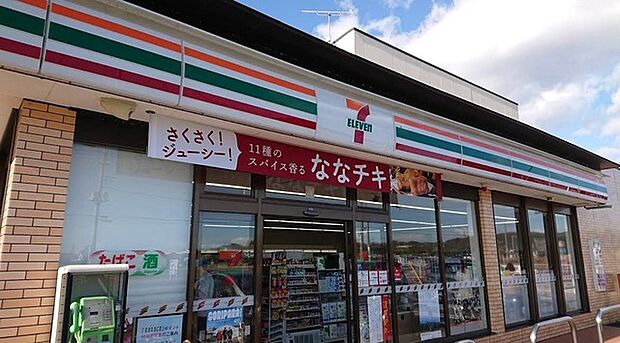 7
ELEVEn
さくさく!
ジューシー!
11種の
スパイス香る
ななチキ
たばこ 酒
GORIPARA